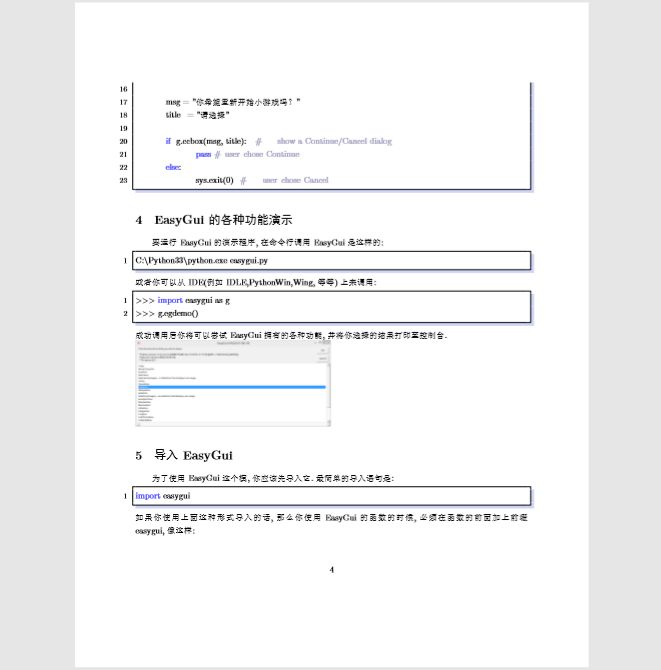 16
17 msg = "你希望重新开始小游戏吗？"
18 title = "请选择"
19
20 if g.ccbox(msg, title): # show a Continue/Cancel dialog
21 pass # user chose Continue
22 else:
23 sys.exit(0) # user chose Cancel
4 EasyGui 的各种功能演示
要运行 EasyGui 的演示程序, 在命令行调用 EasyGui 是这样的:
1 C:\Python33\python.exe easygui.py
或者你可以从 IDE(例如 IDLE,PythonWin,Wing, 等等) 上来调用:
1 >>> import easygui as g
2 >>> g.egdemo()
成功调用后你将可以尝试 EasyGui 拥有的各种功能, 并将你选择的结果打印至控制台.
5 导入 EasyGui
为了使用 EasyGui 这个模, 你应该先导入它. 最简单的导入语句是:
1 import easygui
如果你使用上面这种形式导入的话, 那么你使用 EasyGui 的函数的时候, 必须在函数的前面加上前缀
easygui, 像这样:
4